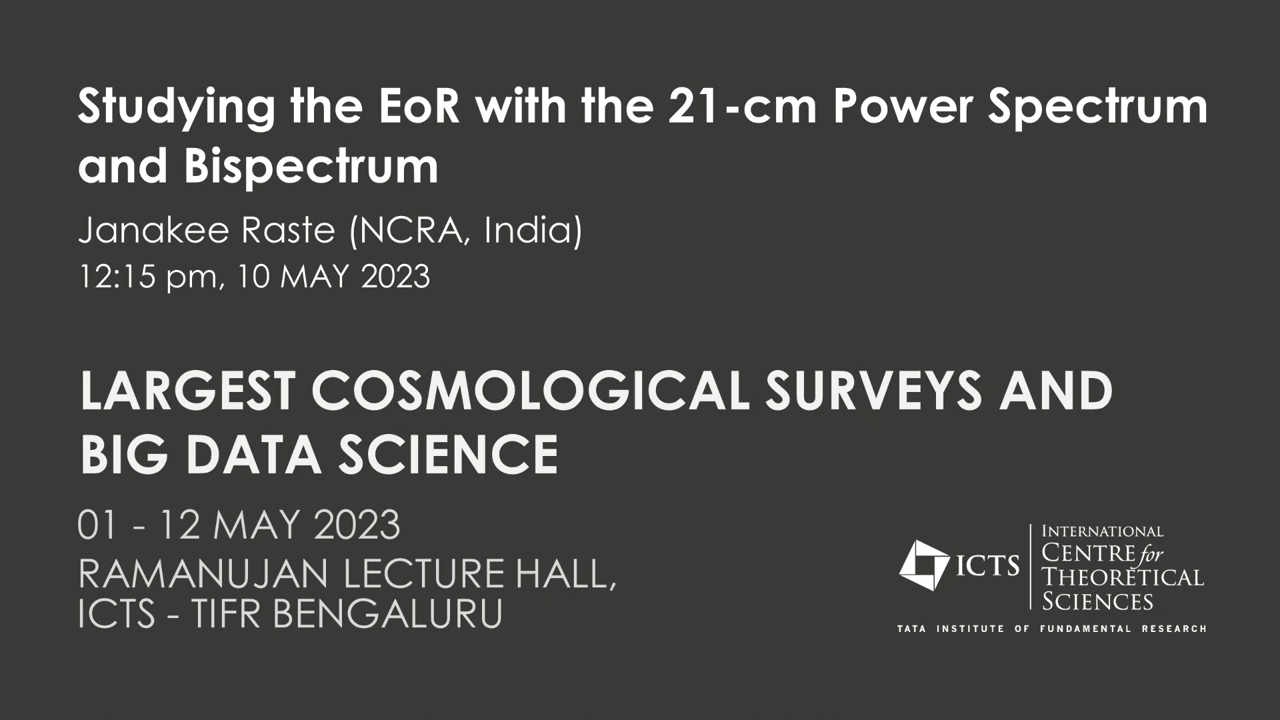 Studying the EoR with the 21-cm Power Spectrum
and Bispectrum
Janakee Raste (NCRA, India)
12:15 pm, 10 MAY 2023
LARGEST COSMOLOGICAL SURVEYS AND
BIG DATA SCIENCE
01 - 12 MAY 2023
RAMANUJAN LECTURE HALL,
ICTS - TIFR BENGALURU
ICTS
INTERNATIONAL
CENTRE for
THEORETICAL
SCIENCES
TATA INSTITUTE OF FUNDAMENTAL RESEARCH